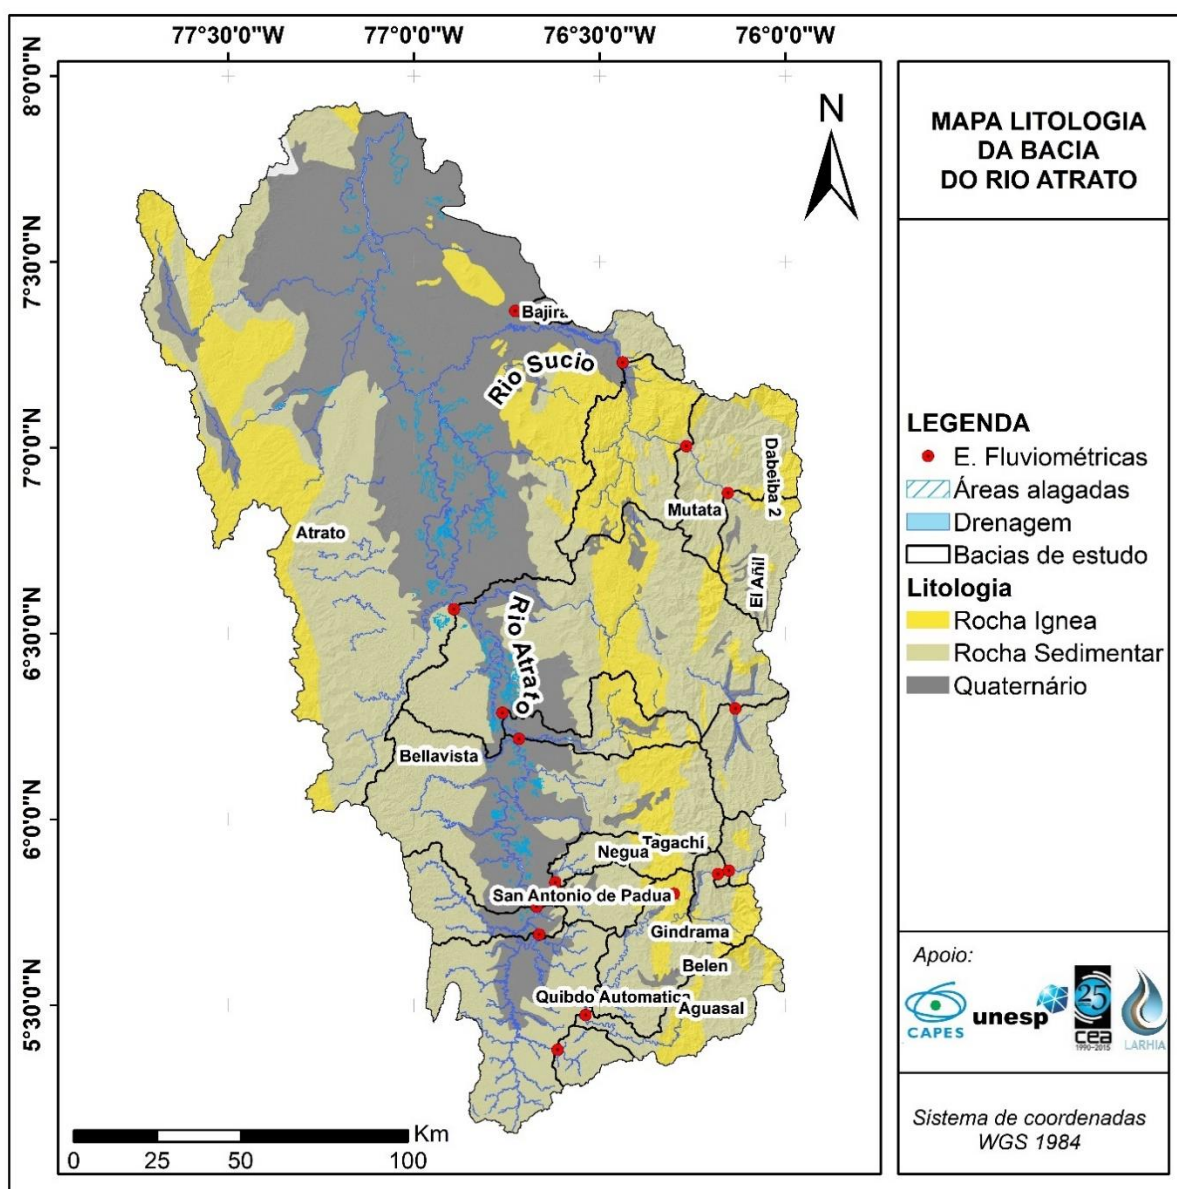 77°30'0"W 77°0'0"W 76°30'0"W 76°0'0"W
8°0'0"N
7°30'0"N
7°0'0"N
6°30'0"N
6°0'0"N
5°30'0"N
N
Bajira
Rio Sucio
Dabeiba 2
Mutata
Atrato
El Añil
Rio Atrato
Bellavista
Tagachí
Negua
San Antonio de Padua
Gindrama
Belen
Quibdo Automatica
Aguasal
Km
0 25 50 100
MAPA LITOLOGIA
DA BACIA
DO RIO ATRATO
LEGENDA
E. Fluviométricas
Áreas alagadas
Drenagem
Bacias de estudo
Litologia
Rocha Ignea
Rocha Sedimentar
Quaternário
Apoio:
CAPES
unesp
25
cea
1990-2015
LARHIA
Sistema de coordenadas
WGS 1984